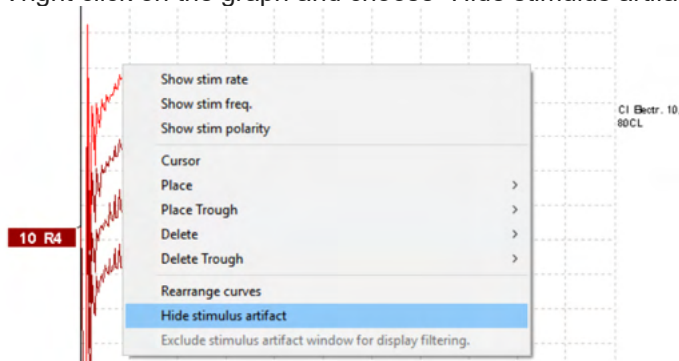 right click on the graph and choose "Hide stimulus artifa
Show stim rate
Show stim freq.
Show stim polarity
Cursor
Place
Place Trough
Delete
Delete Trough
Rearrange curves
Hide stimulus artifact
Exclude stimulus artifact window for display filtering.
CI Electr. 10.
80CL
10 R4